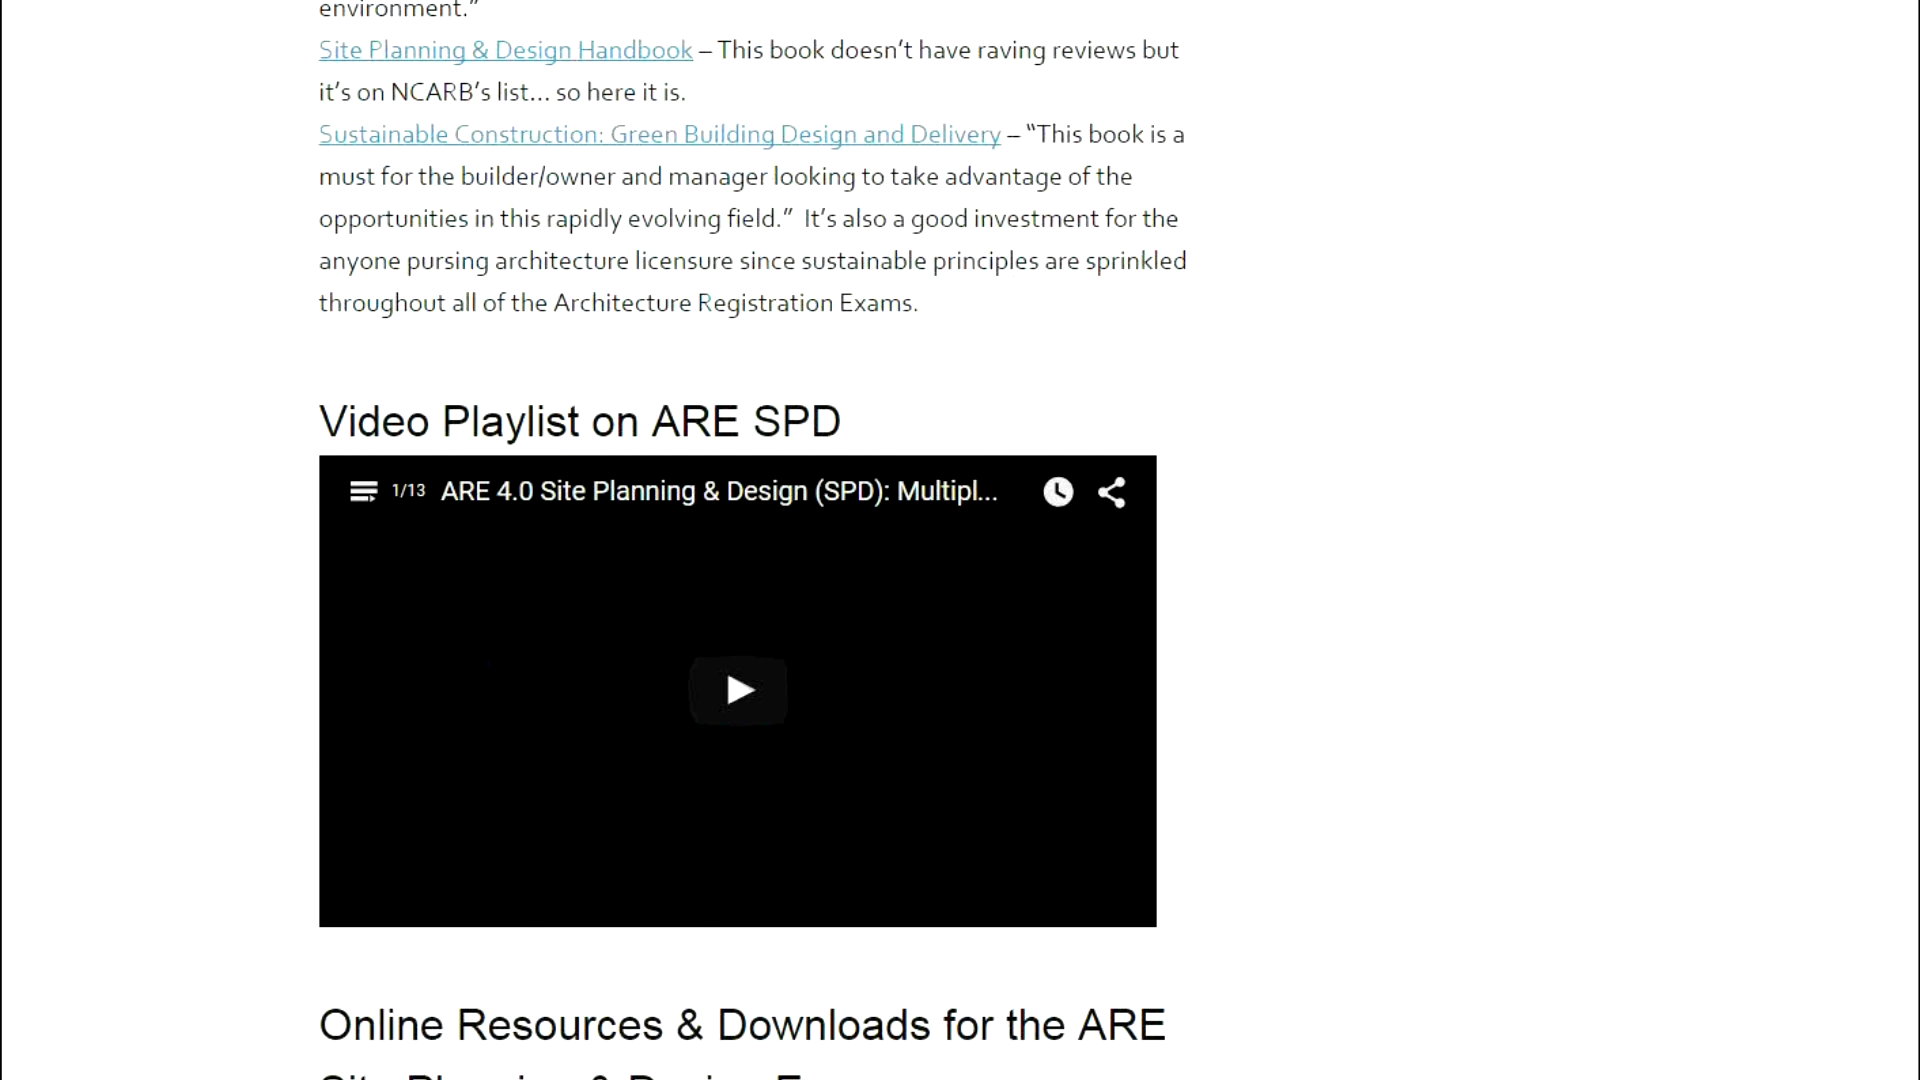 environment.”
Site Planning & Design Handbook – This book doesn’t have raving reviews but
it’s on NCARB’s list… so here it is.
Sustainable Construction: Green Building Design and Delivery – “This book is a
must for the builder/owner and manager looking to take advantage of the
opportunities in this rapidly evolving field.”  It’s also a good investment for the
anyone pursing architecture licensure since sustainable principles are sprinkled
throughout all of the Architecture Registration Exams.
Video Playlist on ARE SPD
1/13 ARE 4.0 Site Planning & Design (SPD): Multipl...
Online Resources & Downloads for the ARE